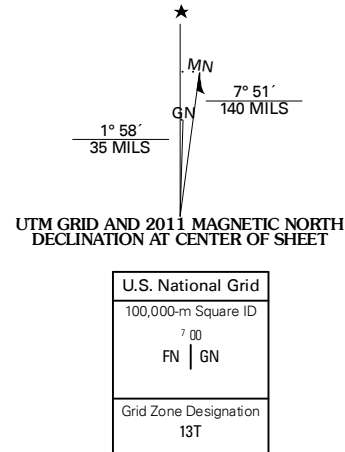 ★
MN
7° 51´
140 MILS
GN
1° 58´
35 MILS
UTM GRID AND 2011 MAGNETIC NORTH
DECLINATION AT CENTER OF SHEET
U.S. National Grid
100,000-m Square ID
7 00
FN | GN
Grid Zone Designation
13T